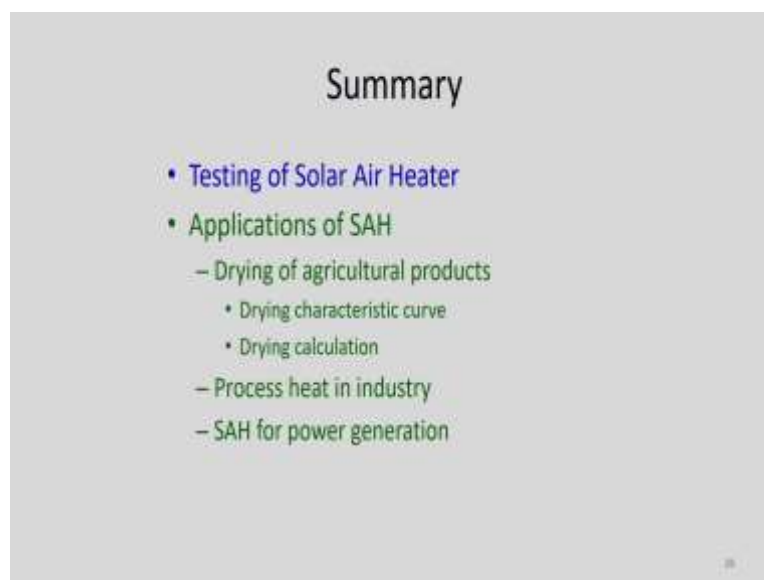 Summary
• Testing of Solar Air Heater
• Applications of SAH
– Drying of agricultural products
• Drying characteristic curve
• Drying calculation
– Process heat in industry
– SAH for power generation